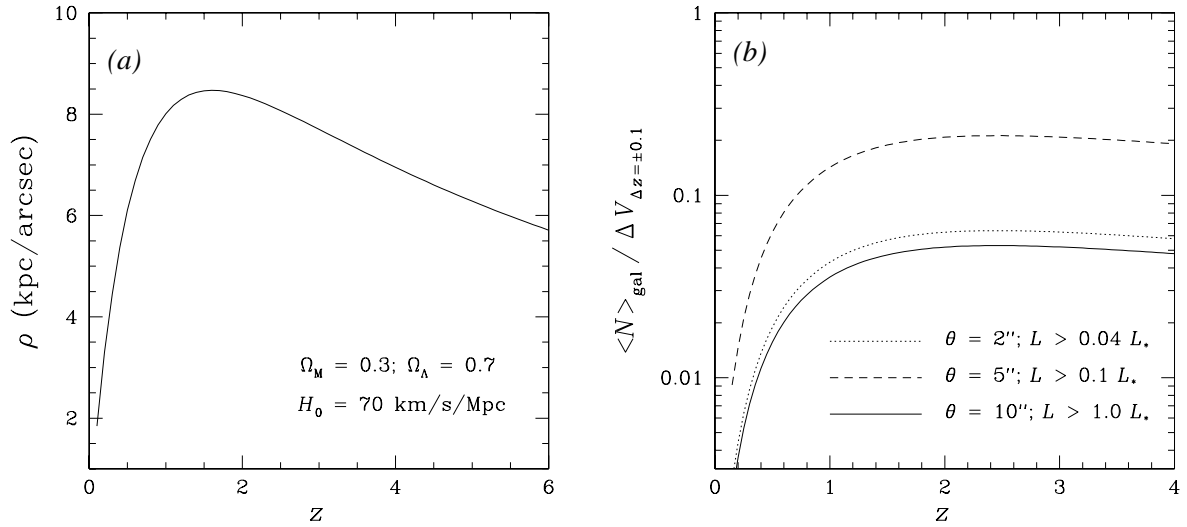 (a)
10
8
6
4
2
ρ (kpc/arcsec)
Ω_M = 0.3; Ω_Λ = 0.7
H_0 = 70 km/s/Mpc
0 2 4 6
z
(b)
1
0.1
0.01
<N>_gal / ΔV_Δz=±0.1
θ = 2″; L > 0.04 L_*
θ = 5″; L > 0.1 L_*
θ = 10″; L > 1.0 L_*
0 1 2 3 4
z